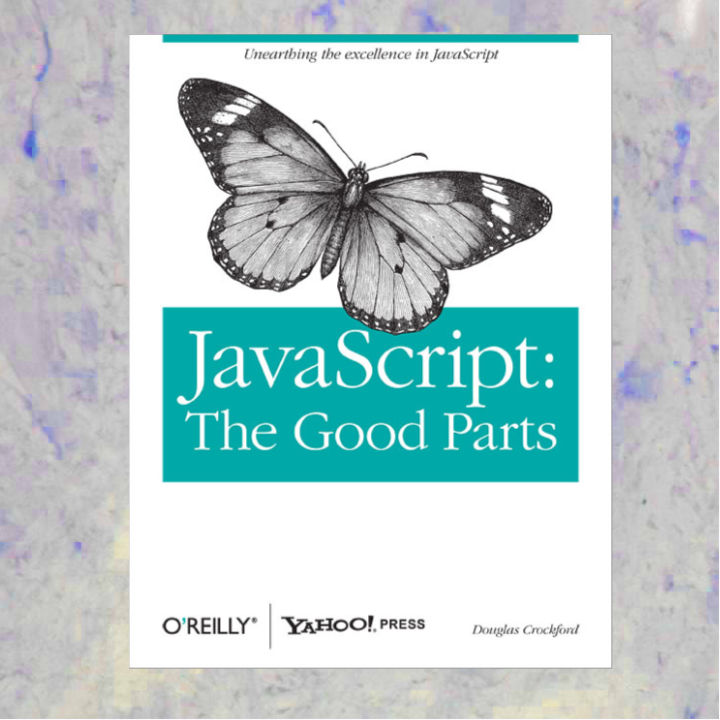 Unearthing the excellence in JavaScript
JavaScript:
The Good Parts
O'REILLY® YAHOO! PRESS Douglas Crockford